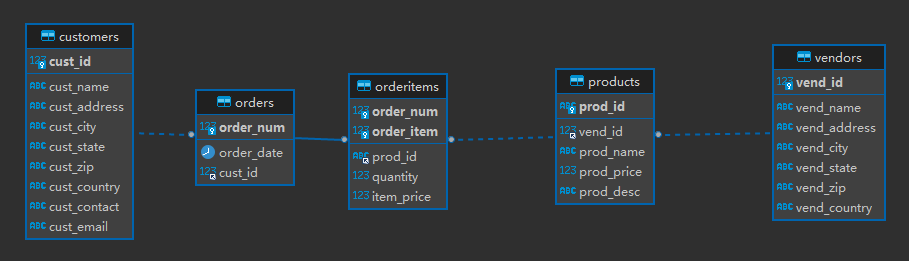 customers
123 cust_id
ABC cust_name
ABC cust_address
ABC cust_city
ABC cust_state
ABC cust_zip
ABC cust_country
ABC cust_contact
ABC cust_email
orders
123 order_num
order_date
123 cust_id
orderitems
123 order_num
123 order_item
ABC prod_id
123 quantity
123 item_price
products
ABC prod_id
123 vend_id
ABC prod_name
123 prod_price
ABC prod_desc
vendors
123 vend_id
ABC vend_name
ABC vend_address
ABC vend_city
ABC vend_state
ABC vend_zip
ABC vend_country